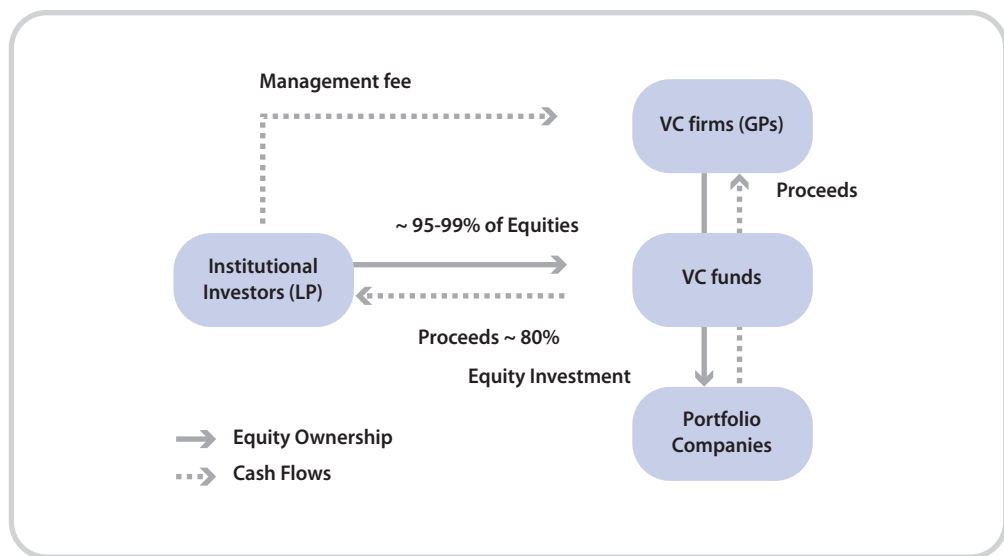 Management fee
VC firms (GPs)
Proceeds
~ 95-99% of Equities
Institutional
Investors (LP)
VC funds
Proceeds ~ 80%
Equity Investment
Portfolio
Companies
Equity Ownership
Cash Flows